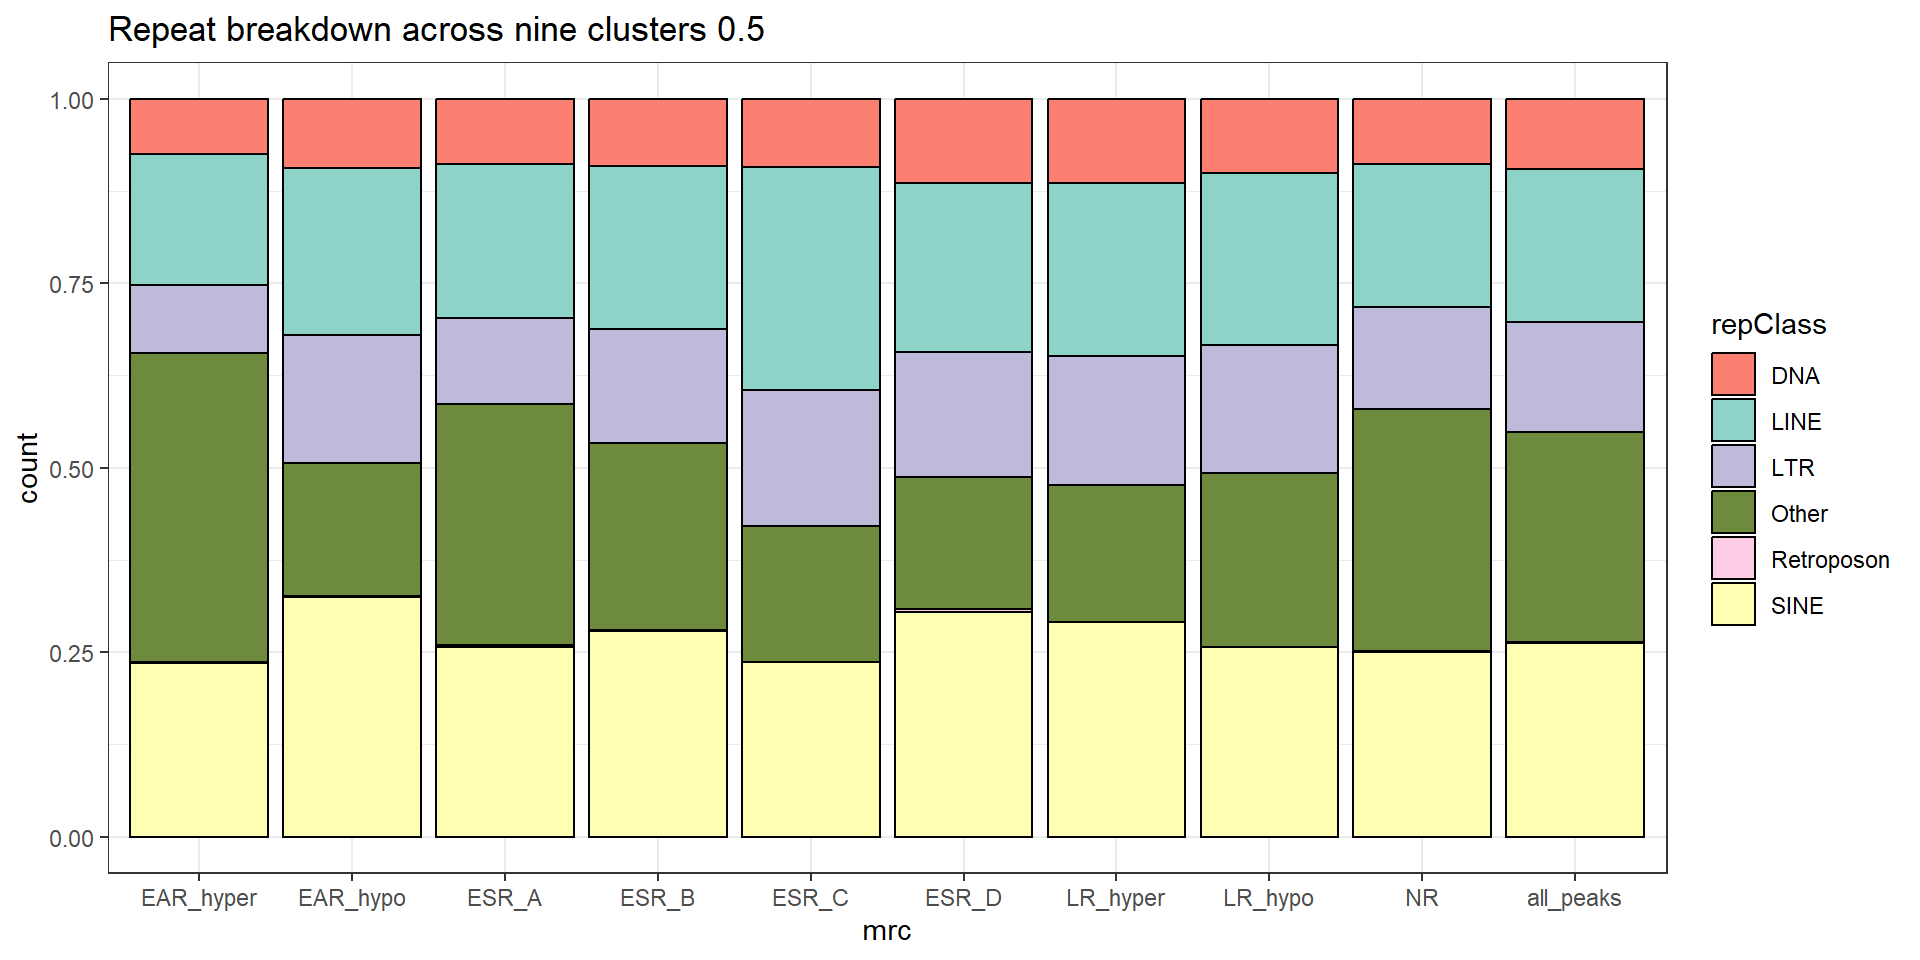 Repeat breakdown across nine clusters 0.5
1.00
0.75
0.50
0.25
0.00
count
EAR_hyper EAR_hypo ESR_A ESR_B ESR_C ESR_D LR_hyper LR_hypo NR all_peaks
mrc
repClass
DNA
LINE
LTR
Other
Retroposon
SINE